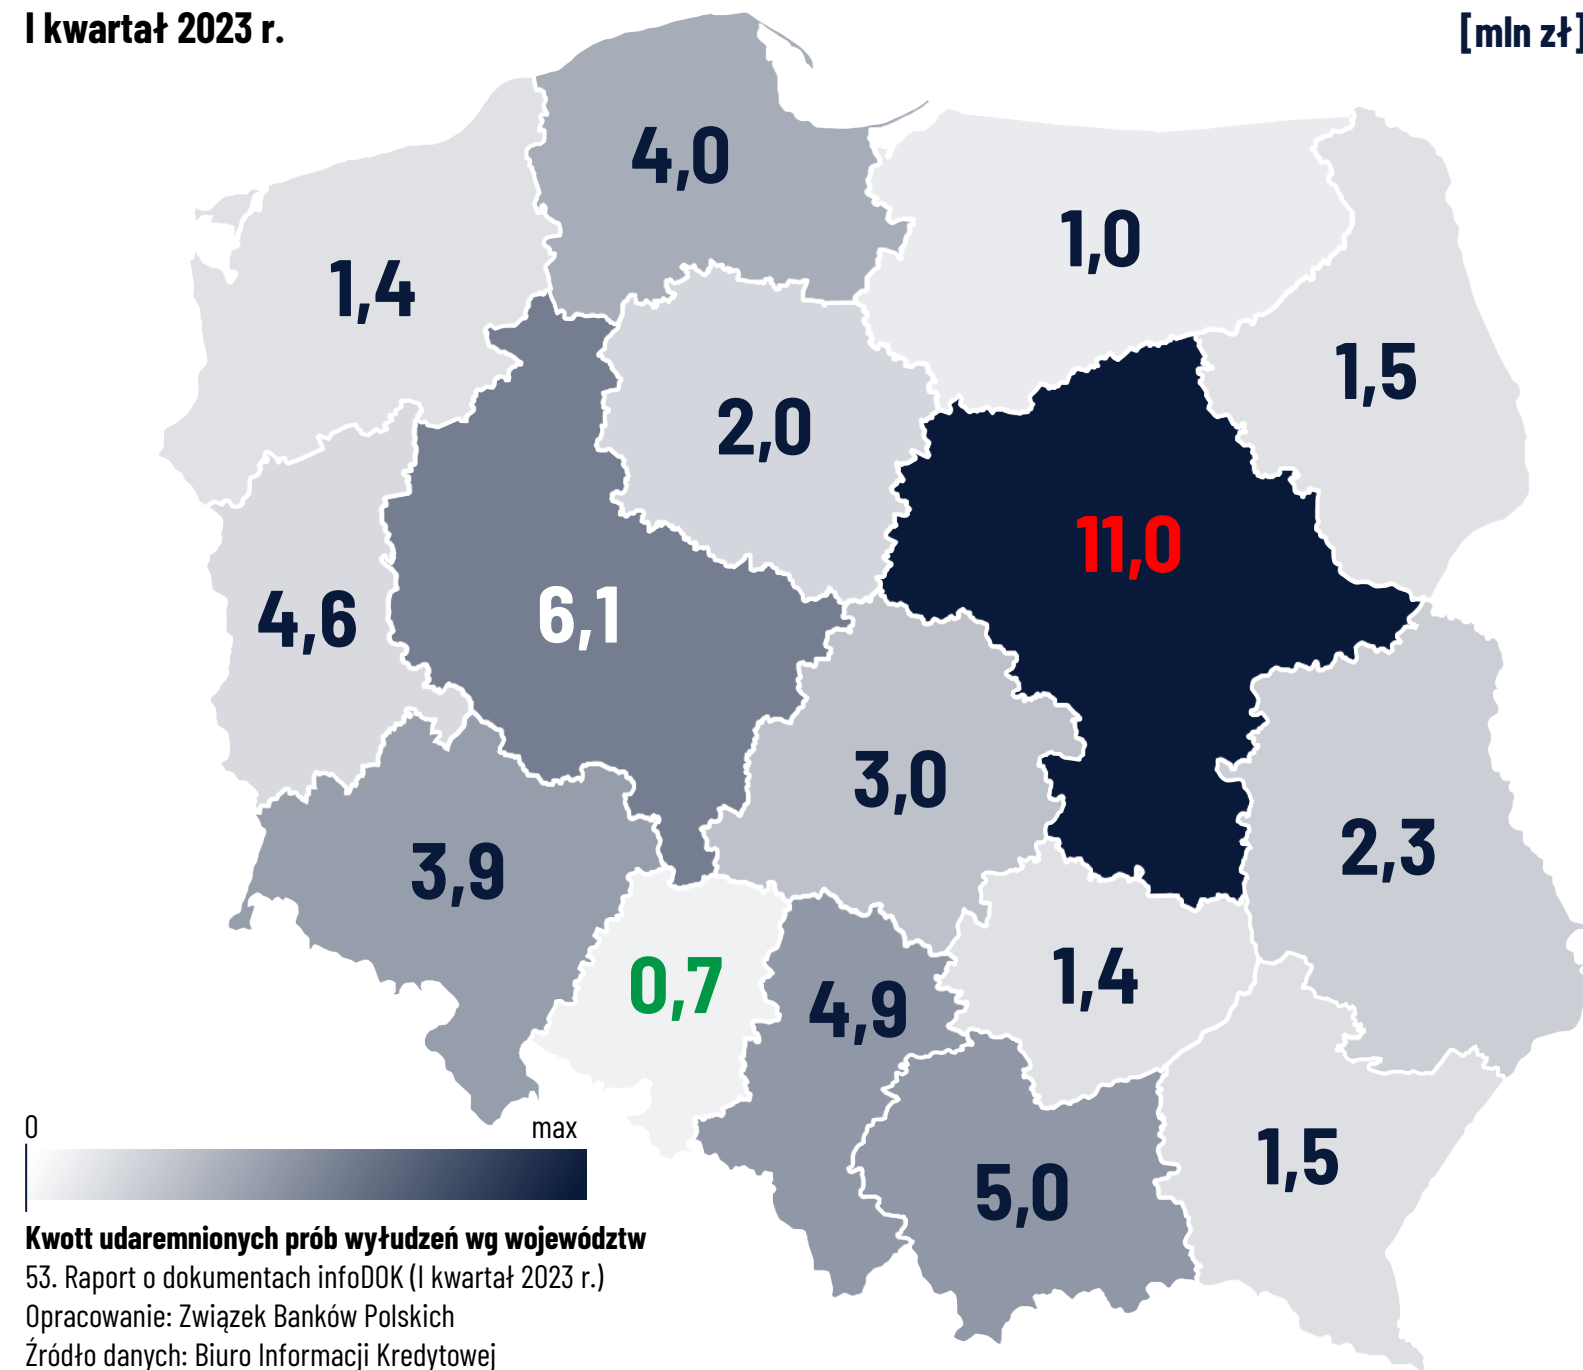 I kwartał 2023 r.
[mln zł]
4,0
1,0
1,4
1,5
2,0
11,0
4,6
6,1
3,0
2,3
3,9
1,4
0,7
4,9
1,5
5,0
0 max
Kwott udaremnionych prób wyłudzeń wg województw
53. Raport o dokumentach infoDOK (I kwartał 2023 r.)
Opracowanie: Związek Banków Polskich
Źródło danych: Biuro Informacji Kredytowej